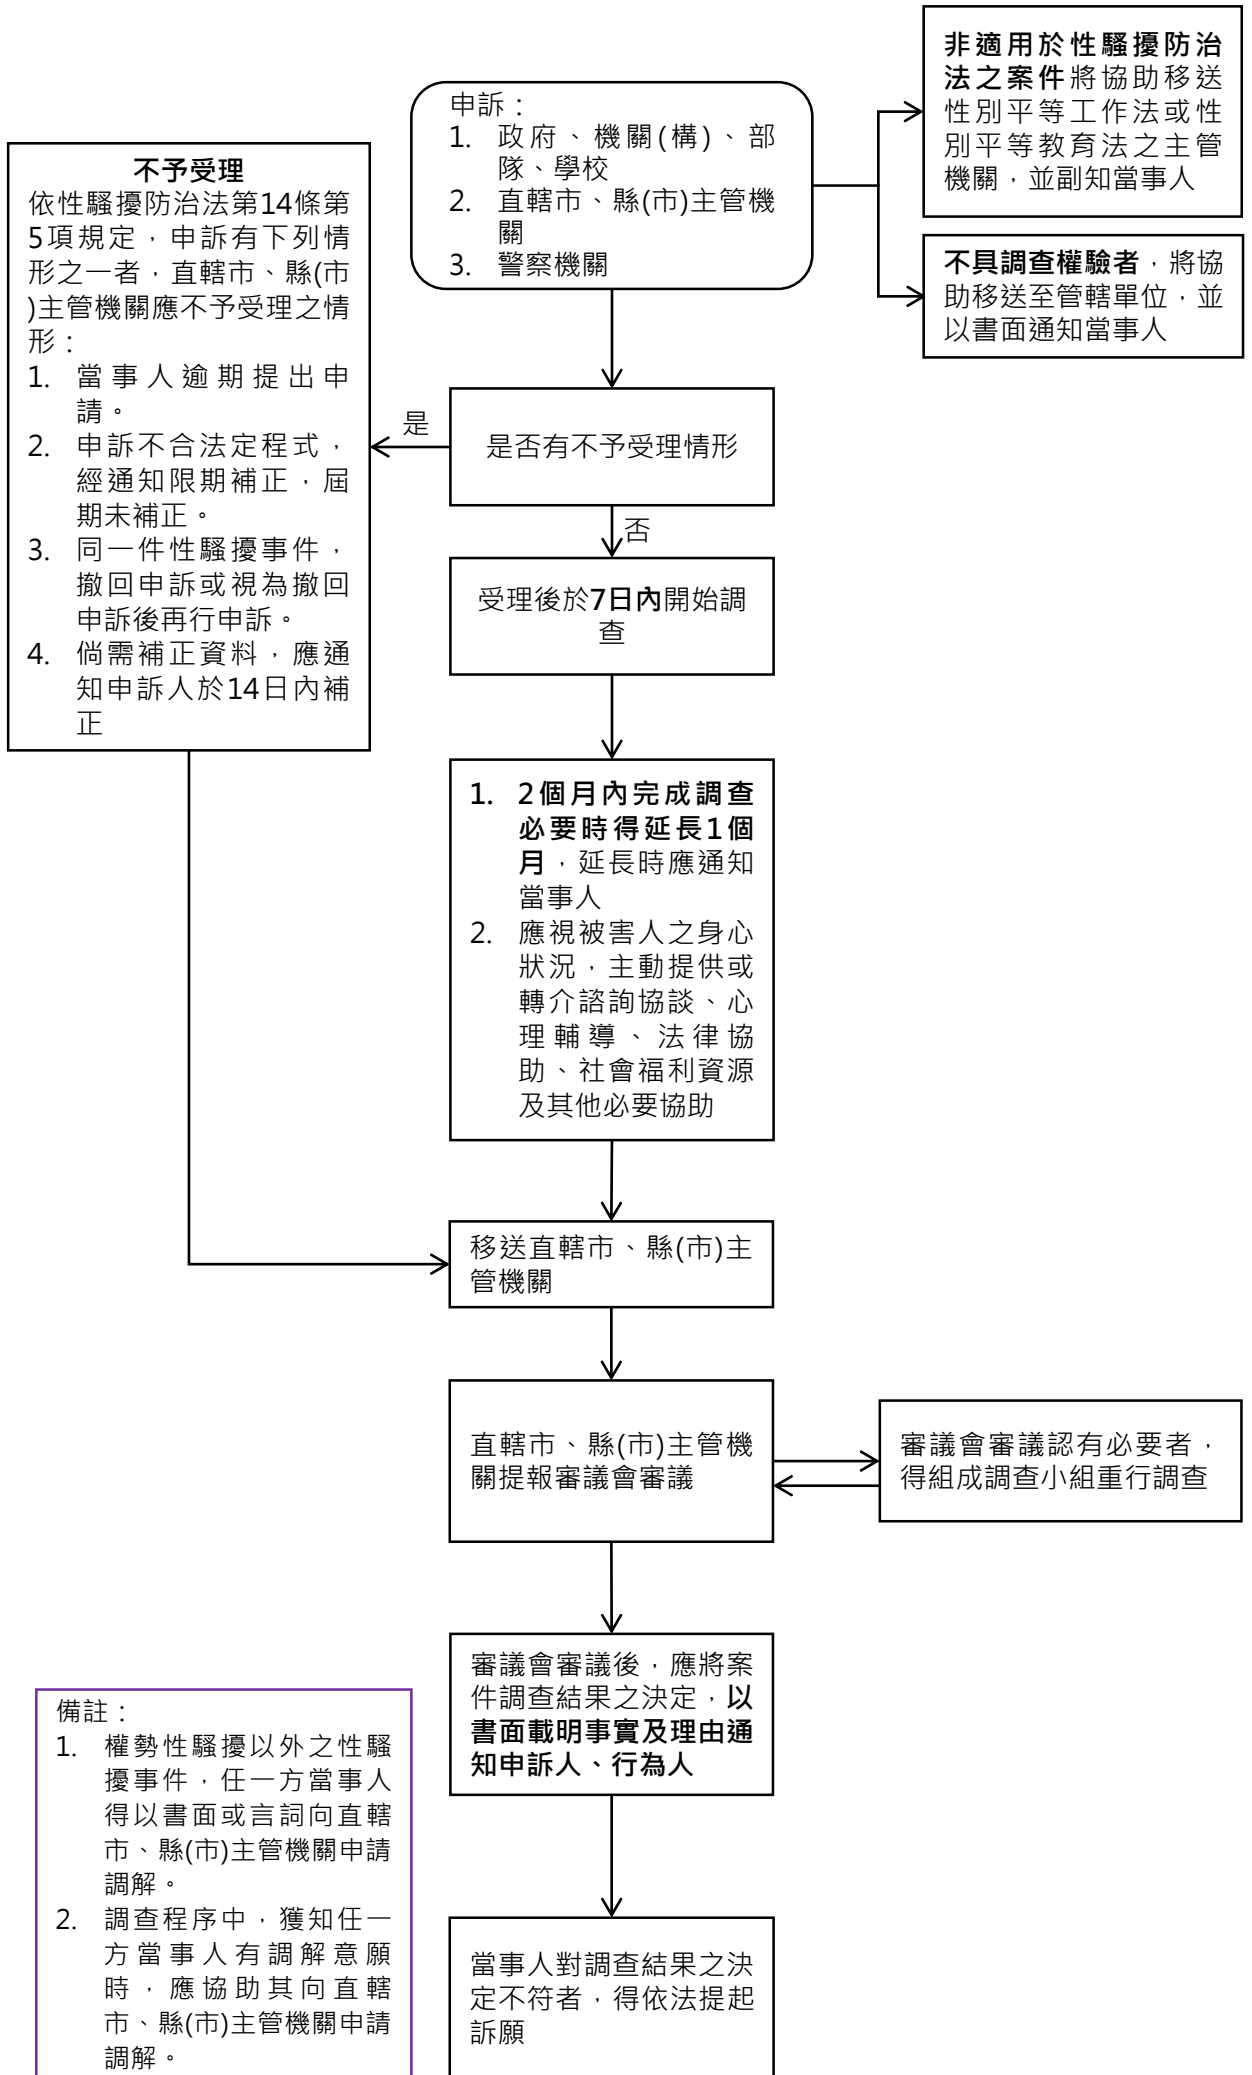 非適用於性騷擾防治
法之案件將協助移送
性別平等工作法或性
別平等教育法之主管
機關，並副知當事人
申訴：
1. 政府、機關(構)、部
隊、學校
2. 直轄市、縣(市)主管機
關
3. 警察機關
不具調查權驗者，將協
助移送至管轄單位，並
以書面通知當事人
不予受理
依性騷擾防治法第14條第
5項規定，申訴有下列情
形之一者，直轄市、縣(市
)主管機關應不予受理之情
形：
1. 當事人逾期提出申
請。
2. 申訴不合法定程式，
經通知限期補正，屆
期未補正。
3. 同一件性騷擾事件，
撤回申訴或視為撤回
申訴後再行申訴。
4. 倘需補正資料，應通
知申訴人於14日內補
正
是
是否有不予受理情形
否
受理後於7日內開始調
查
1. 2個月內完成調查
必要時得延長1個
月，延長時應通知
當事人
2. 應視被害人之身心
狀況，主動提供或
轉介諮詢協談、心
理輔導、法律協
助、社會福利資源
及其他必要協助
移送直轄市、縣(市)主
管機關
直轄市、縣(市)主管機
關提報審議會審議
審議會審議認有必要者，
得組成調查小組重行調查
審議會審議後，應將案
件調查結果之決定，以
書面載明事實及理由通
知申訴人、行為人
備註：
1. 權勢性騷擾以外之性騷
擾事件，任一方當事人
得以書面或言詞向直轄
市、縣(市)主管機關申請
調解。
2. 調查程序中，獲知任一
方當事人有調解意願
時，應協助其向直轄
市、縣(市)主管機關申請
調解。
當事人對調查結果之決
定不符者，得依法提起
訴願